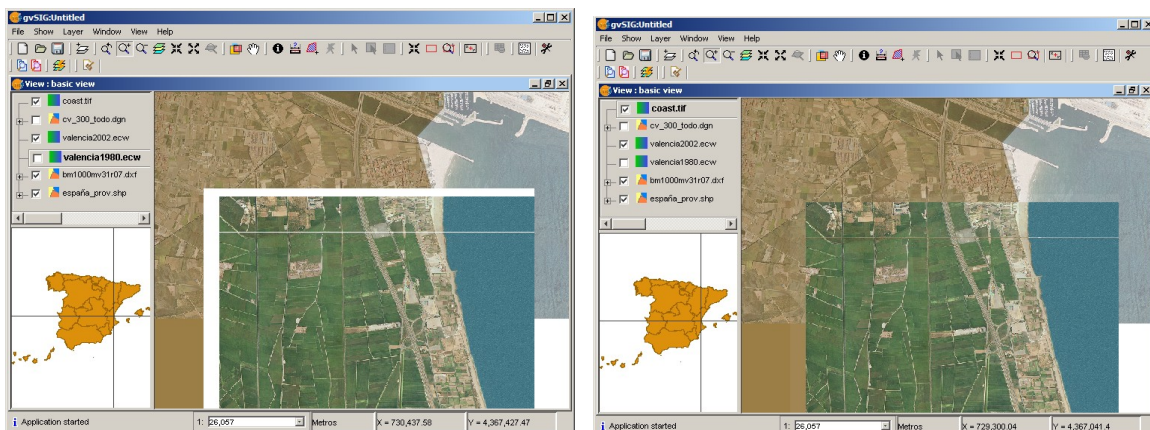 gvSIG:Untitled
File Show Layer Window View Help
View : basic view
coast.tif
cv_300_todo.dgn
valencia2002.ecw
valencia1980.ecw
bm1000mv31r07.dxf
españa_prov.shp
Application started
1: 26,057
Metros
X = 730,437.58
Y = 4,367,427.47
gvSIG:Untitled
File Show Layer Window View Help
View : basic view
coast.tif
cv_300_todo.dgn
valencia2002.ecw
valencia1980.ecw
bm1000mv31r07.dxf
españa_prov.shp
Application started
1: 26,057
Metros
X = 729,300.04
Y = 4,367,041.4